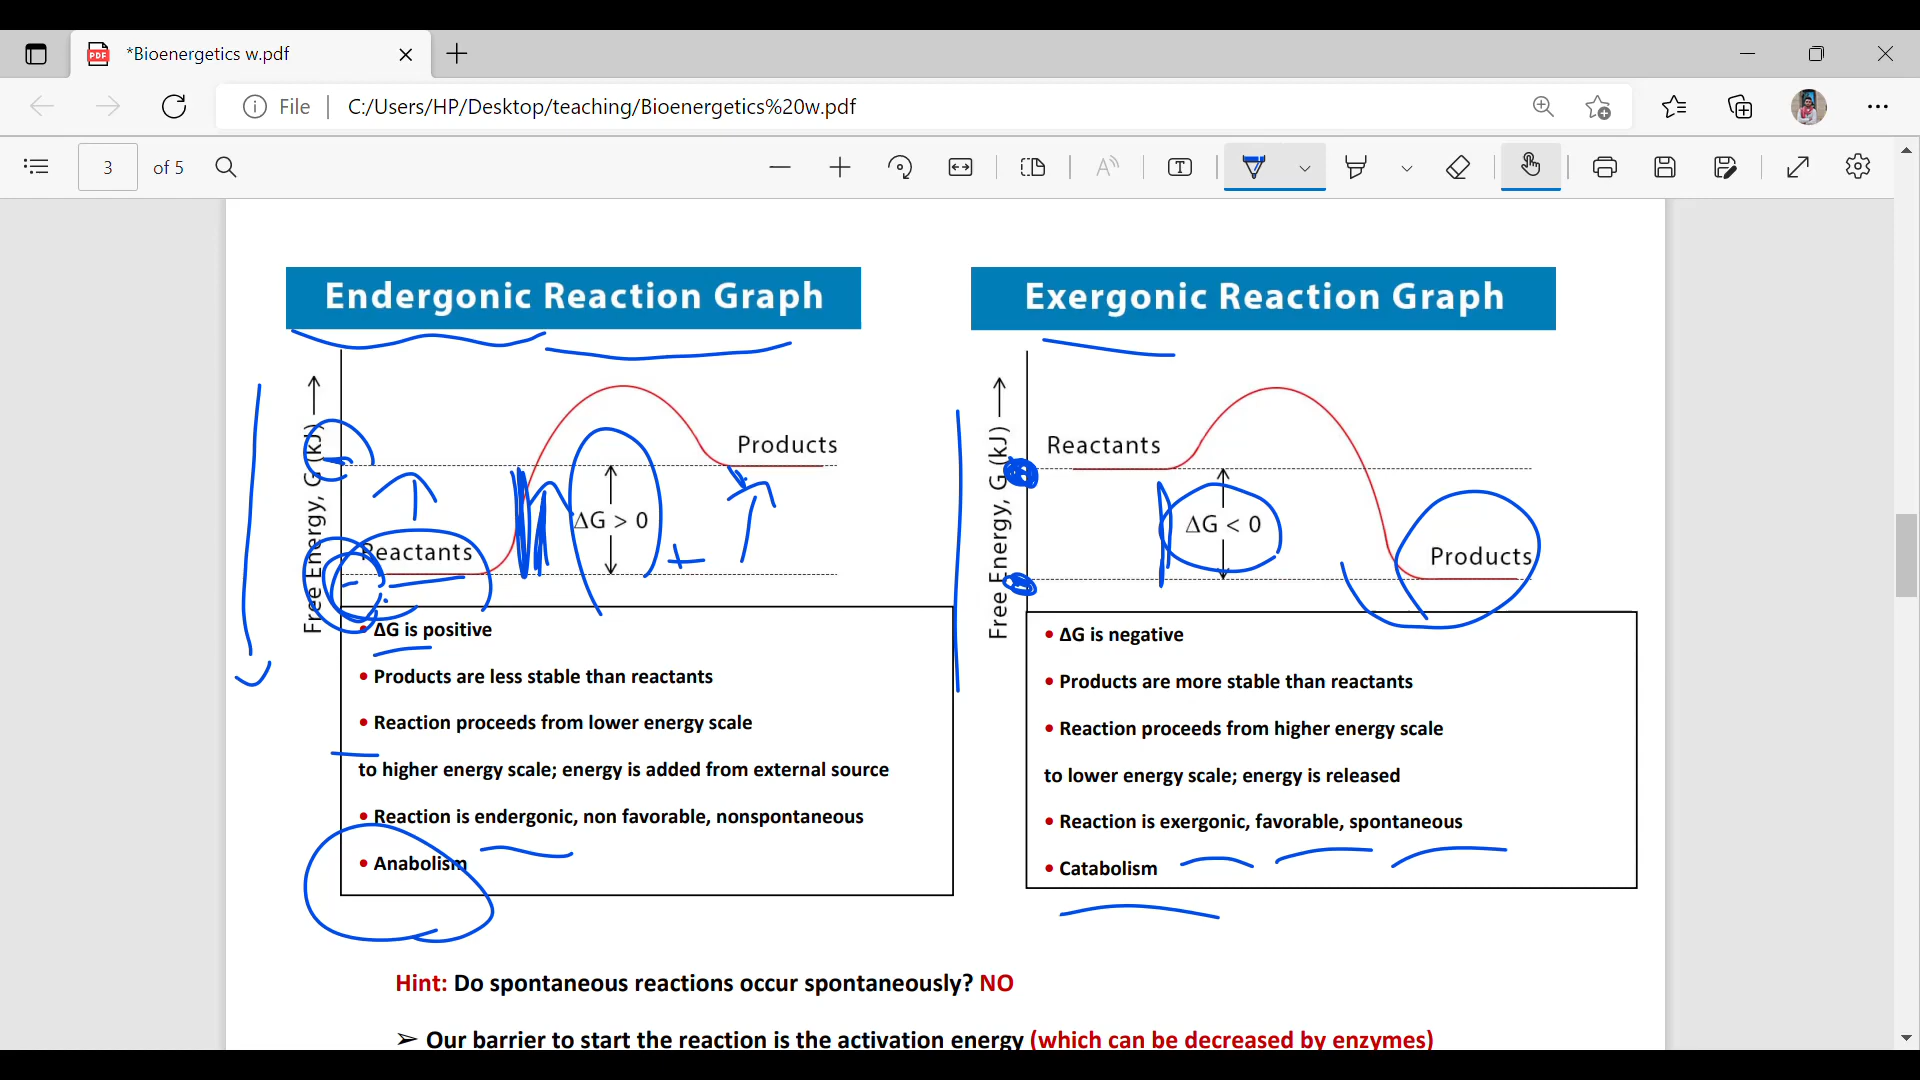 *Bioenergetics w.pdf
File C:/Users/HP/Desktop/teaching/Bioenergetics%20w.pdf
3 of 5
Endergonic Reaction Graph
Free Energy, G (kJ)
Products
ΔG > 0
Reactants
• ΔG is positive
• Products are less stable than reactants
• Reaction proceeds from lower energy scale
to higher energy scale; energy is added from external source
• Reaction is endergonic, non favorable, nonspontaneous
• Anabolism
Exergonic Reaction Graph
Free Energy, G (kJ)
Reactants
ΔG < 0
Products
• ΔG is negative
• Products are more stable than reactants
• Reaction proceeds from higher energy scale
to lower energy scale; energy is released
• Reaction is exergonic, favorable, spontaneous
• Catabolism
Hint: Do spontaneous reactions occur spontaneously? NO
➢ Our barrier to start the reaction is the activation energy (which can be decreased by enzymes)